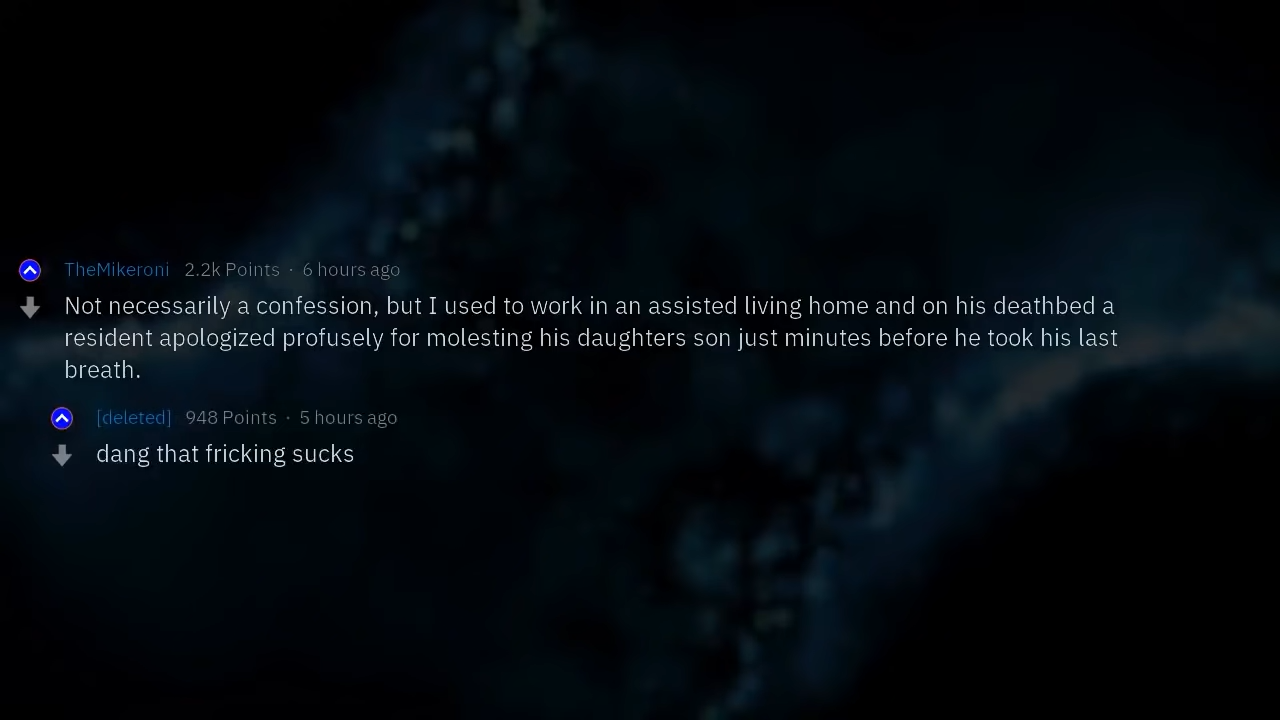 TheMikeroni 2.2k Points · 6 hours ago
Not necessarily a confession, but I used to work in an assisted living home and on his deathbed a
resident apologized profusely for molesting his daughters son just minutes before he took his last
breath.
[deleted] 948 Points · 5 hours ago
dang that fricking sucks